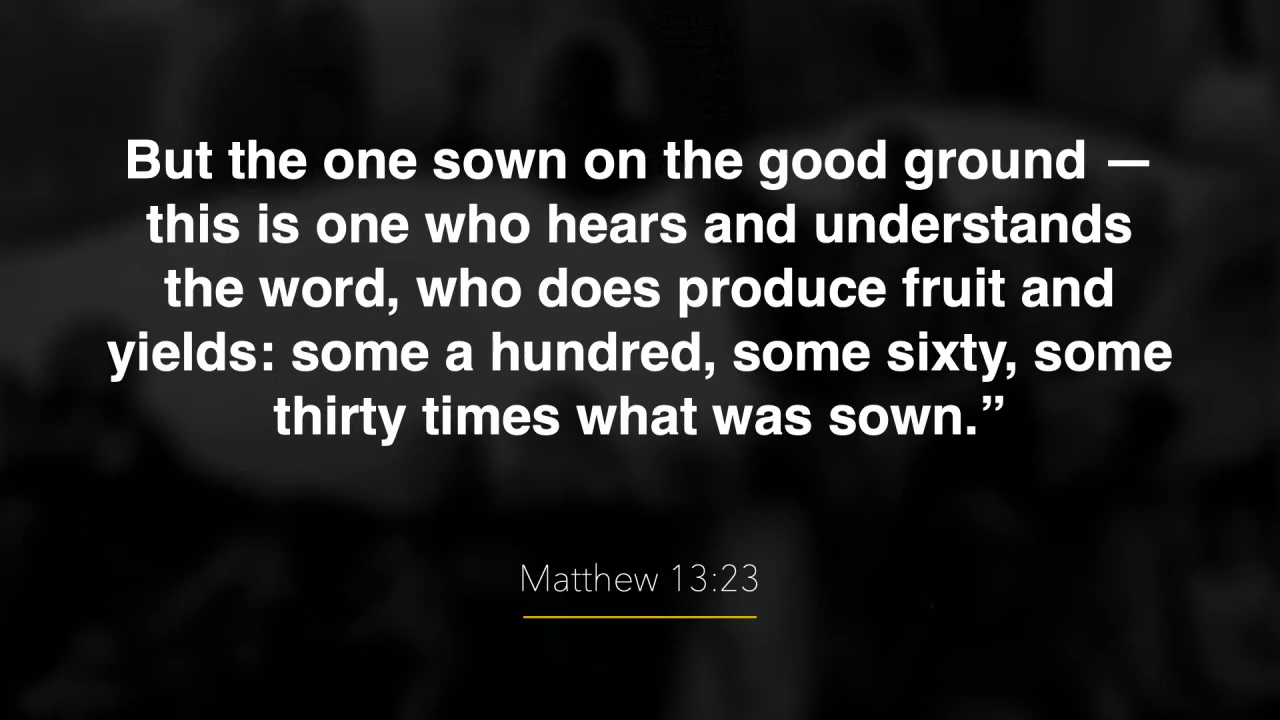 But the one sown on the good ground —
this is one who hears and understands
the word, who does produce fruit and
yields: some a hundred, some sixty, some
thirty times what was sown.”
Matthew 13:23